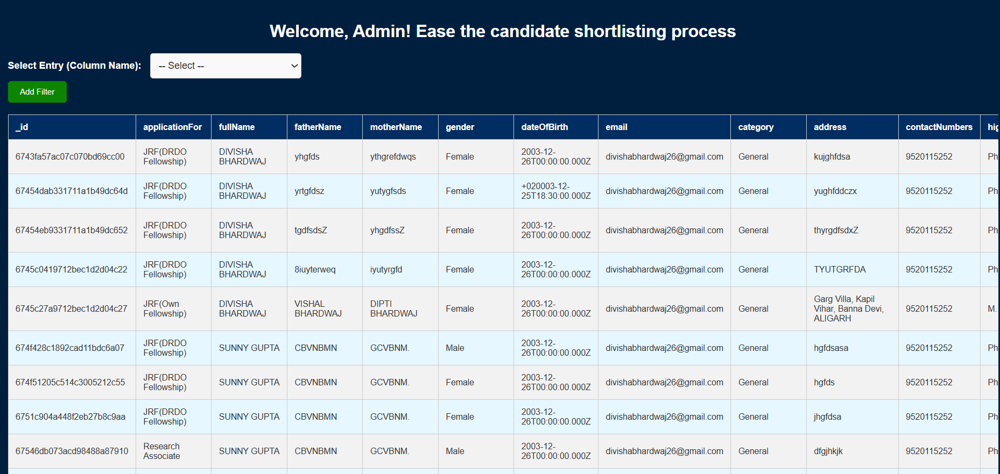 Welcome, Admin! Ease the candidate shortlisting process
Select Entry (Column Name): -- Select --
Add Filter
_id applicationFor fullName fatherName motherName gender dateOfBirth email category address contactNumbers hig
6743fa57ac07c070bd69cc00 JRF(DRDO Fellowship) DIVISHA BHARDWAJ yhgfds ythgrefdwqs Female 2003-12-26T00:00:00.000Z divishabhardwaj26@gmail.com General kujghfdsa 9520115252 Ph
67454dab331711a1b49dc64d JRF(DRDO Fellowship) DIVISHA BHARDWAJ yrtgfdsz yutygfsds Female +020003-12-25T18:30:00.000Z divishabhardwaj26@gmail.com General yughfddczx 9520115252 Ph
67454eb9331711a1b49dc652 JRF(DRDO Fellowship) DIVISHA BHARDWAJ tgdfsdsZ yhgdfssZ Female 2003-12-26T00:00:00.000Z divishabhardwaj26@gmail.com General thyrgdfsdxZ 9520115252 Ph
6745c0419712bec1d2d04c22 JRF(DRDO Fellowship) DIVISHA BHARDWAJ 8iuyterweq iyutyrgfd Female 2003-12-26T00:00:00.000Z divishabhardwaj26@gmail.com General TYUTGRFDA 9520115252 Ph
6745c27a9712bec1d2d04c27 JRF(Own Fellowship) DIVISHA BHARDWAJ VISHAL BHARDWAJ DIPTI BHARDWAJ Female 2003-12-26T00:00:00.000Z divishabhardwaj26@gmail.com General Garg Villa, Kapil Vihar, Banna Devi, ALIGARH 9520115252 M.
674f428c1892cad11bdc6a07 JRF(DRDO Fellowship) SUNNY GUPTA CBVNBMN GCVBNM. Male 2003-12-26T00:00:00.000Z divishabhardwaj26@gmail.com General hgfdsasa 9520115252 Ph
674f51205c514c3005212c55 JRF(DRDO Fellowship) SUNNY GUPTA CBVNBMN GCVBNM. Female 2003-12-26T00:00:00.000Z divishabhardwaj26@gmail.com General hgfds 9520115252 Ph
6751c904a448f2eb27b8c9aa JRF(DRDO Fellowship) SUNNY GUPTA CBVNBMN GCVBNM. Female 2003-12-26T00:00:00.000Z divishabhardwaj26@gmail.com General jhgfdsa 9520115252 Ph
67546db073acd98488a87910 Research Associate SUNNY GUPTA CBVNBMN GCVBNM. Male 2003-12-26T00:00:00.000Z divishabhardwaj26@gmail.com General dfgjhkjk 9520115252 Ph